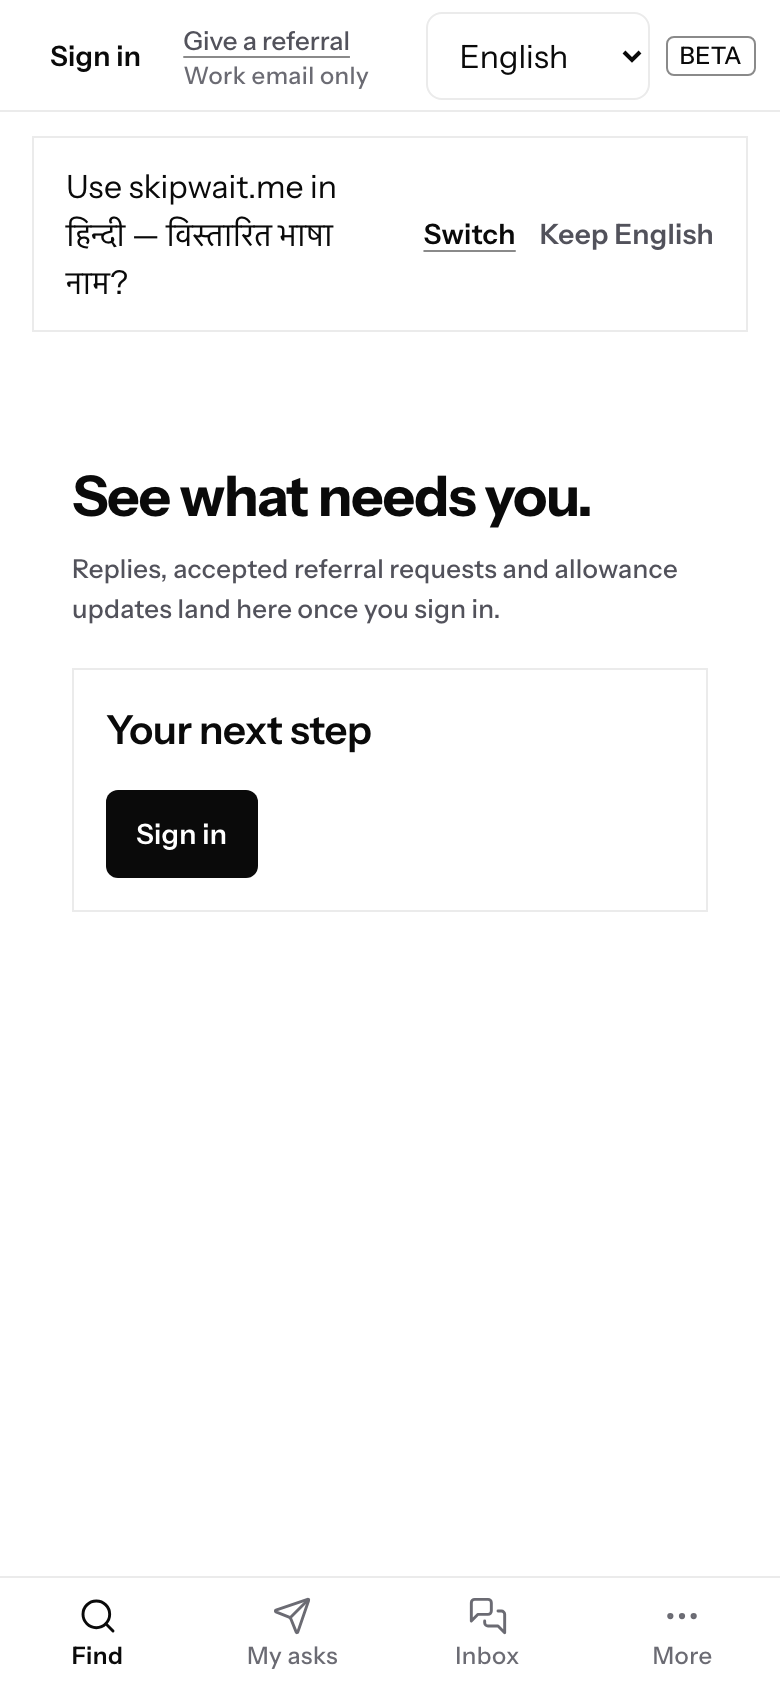 Sign in
Give a referral
Work email only
English
BETA
Use skipwait.me in
हिन्दी — विस्तारित भाषा
नाम?
Switch
Keep English
See what needs you.
Replies, accepted referral requests and allowance
updates land here once you sign in.
Your next step
Sign in
Find
My asks
Inbox
More